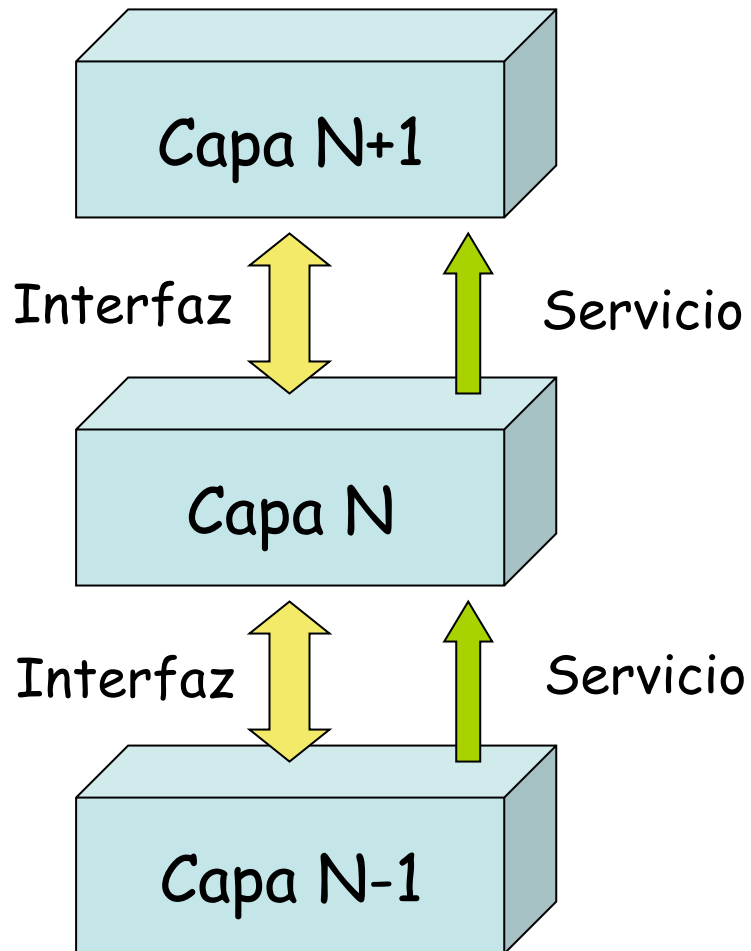 Capa N+1
Interfaz
Servicio
Capa N
Interfaz
Servicio
Capa N-1